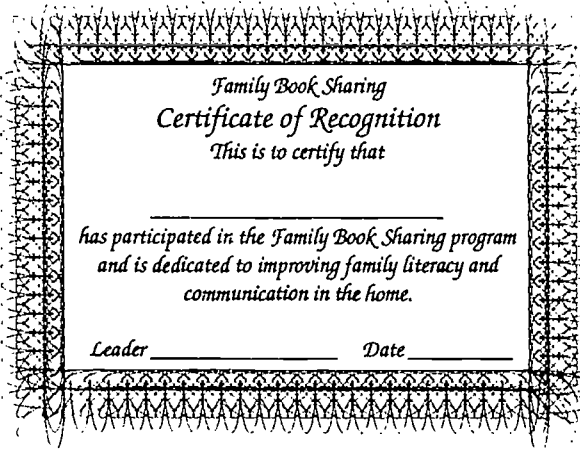 Family Book Sharing
Certificate of Recognition
This is to certify that
has participated in the Family Book Sharing program
and is dedicated to improving family literacy and
communication in the home.
Leader Date